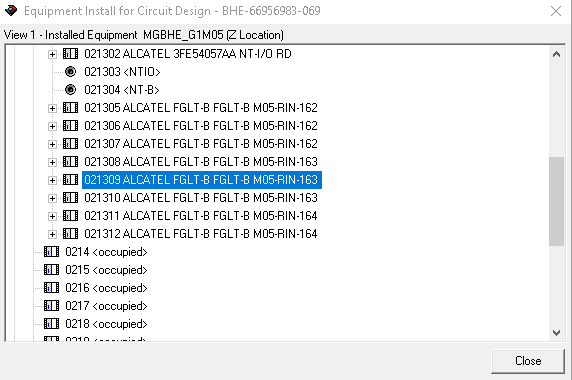 Equipment Install for Circuit Design - BHE-66956983-069
View 1 - Installed Equipment MGBHE_G1M05 (Z Location)
021302 ALCATEL 3FE54057AA NT-I/O RD
021303 <NTIO>
021304 <NT-B>
021305 ALCATEL FGLT-B FGLT-B M05-RIN-162
021306 ALCATEL FGLT-B FGLT-B M05-RIN-162
021307 ALCATEL FGLT-B FGLT-B M05-RIN-162
021308 ALCATEL FGLT-B FGLT-B M05-RIN-163
021309 ALCATEL FGLT-B FGLT-B M05-RIN-163
021310 ALCATEL FGLT-B FGLT-B M05-RIN-163
021311 ALCATEL FGLT-B FGLT-B M05-RIN-164
021312 ALCATEL FGLT-B FGLT-B M05-RIN-164
0214 <occupied>
0215 <occupied>
0216 <occupied>
0217 <occupied>
0218 <occupied>
0219 <occupied>
Close